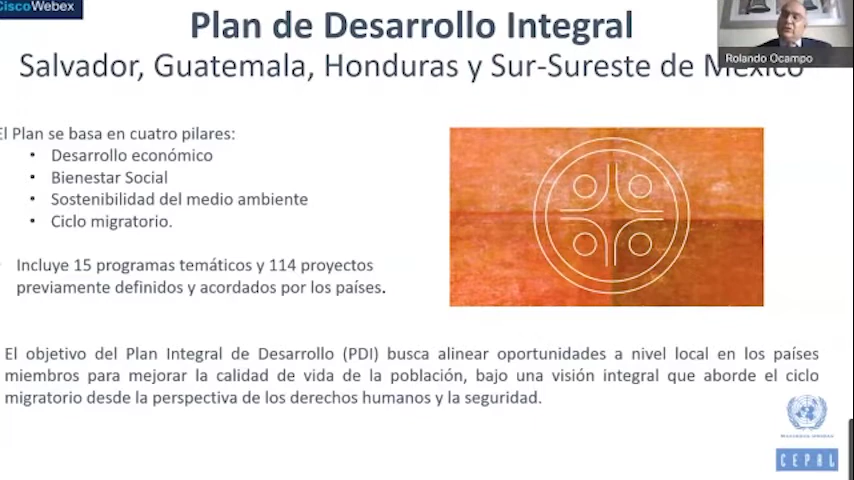 CiscoWebex
Plan de Desarrollo Integral
Salvador, Guatemala, Honduras y Sur-Sureste de México
Rolando Ocampo
El Plan se basa en cuatro pilares:
• Desarrollo económico
• Bienestar Social
• Sostenibilidad del medio ambiente
• Ciclo migratorio.
Incluye 15 programas temáticos y 114 proyectos
previamente definidos y acordados por los países.
El objetivo del Plan Integral de Desarrollo (PDI) busca alinear oportunidades a nivel local en los países
miembros para mejorar la calidad de vida de la población, bajo una visión integral que aborde el ciclo
migratorio desde la perspectiva de los derechos humanos y la seguridad.
CEPAL